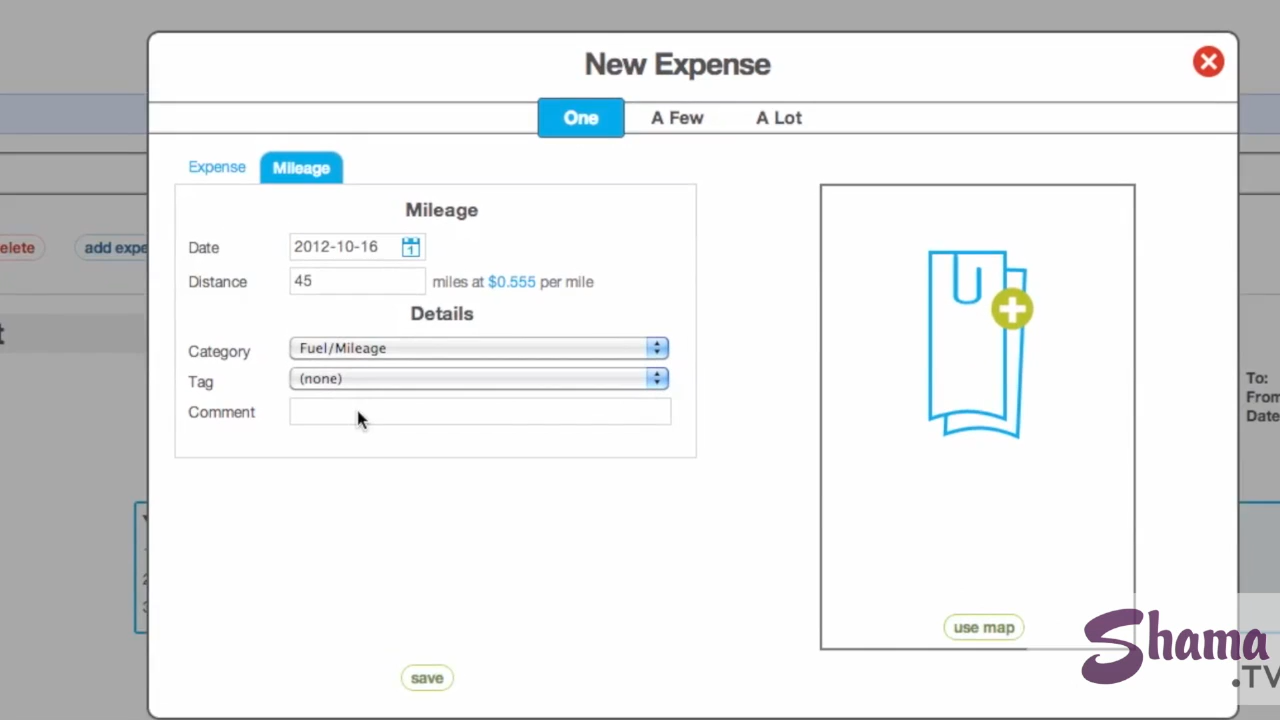 New Expense
One A Few A Lot
Expense Mileage
Mileage
Date 2012-10-16 1
Distance 45 miles at $0.555 per mile
Details
Category Fuel/Mileage
Tag (none)
Comment
use map
save
add expe
To:
From
Date
Shama
.TV